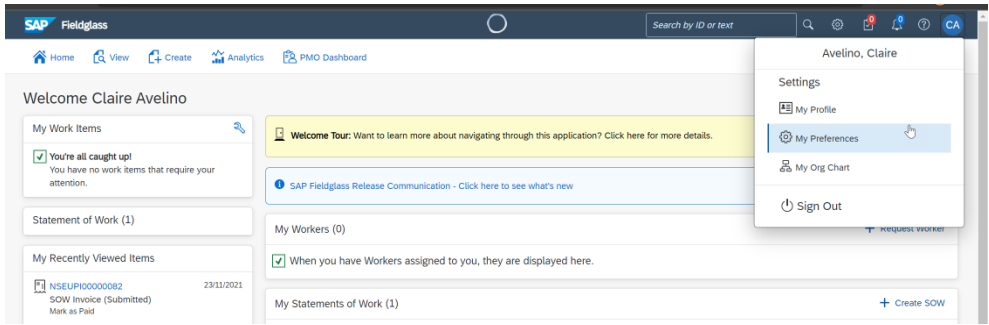 SAP Fieldglass
Search by ID or text
0
0
CA
Home View Create Analytics PMO Dashboard
Avelino, Claire
Settings
My Profile
My Preferences
My Org Chart
Sign Out
Welcome Claire Avelino
My Work Items
You're all caught up!
You have no work items that require your
attention.
Statement of Work (1)
My Recently Viewed Items
NSEUPI00000082 23/11/2021
SOW Invoice (Submitted)
Mark as Paid
Welcome Tour: Want to learn more about navigating through this application? Click here for more details.
SAP Fieldglass Release Communication - Click here to see what's new
My Workers (0) + Request Worker
When you have Workers assigned to you, they are displayed here.
My Statements of Work (1) + Create SOW